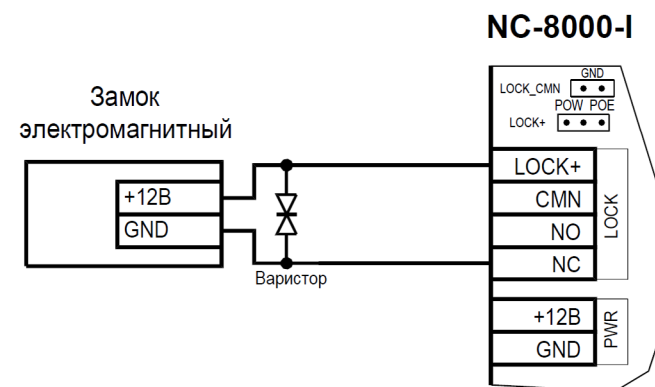 NC-8000-I
GND
LOCK_CMN
POW POE
LOCK+
Замок
электромагнитный
+12В
GND
Варистор
LOCK+
CMN
NO
NC
LOCK
+12В
GND
PWR